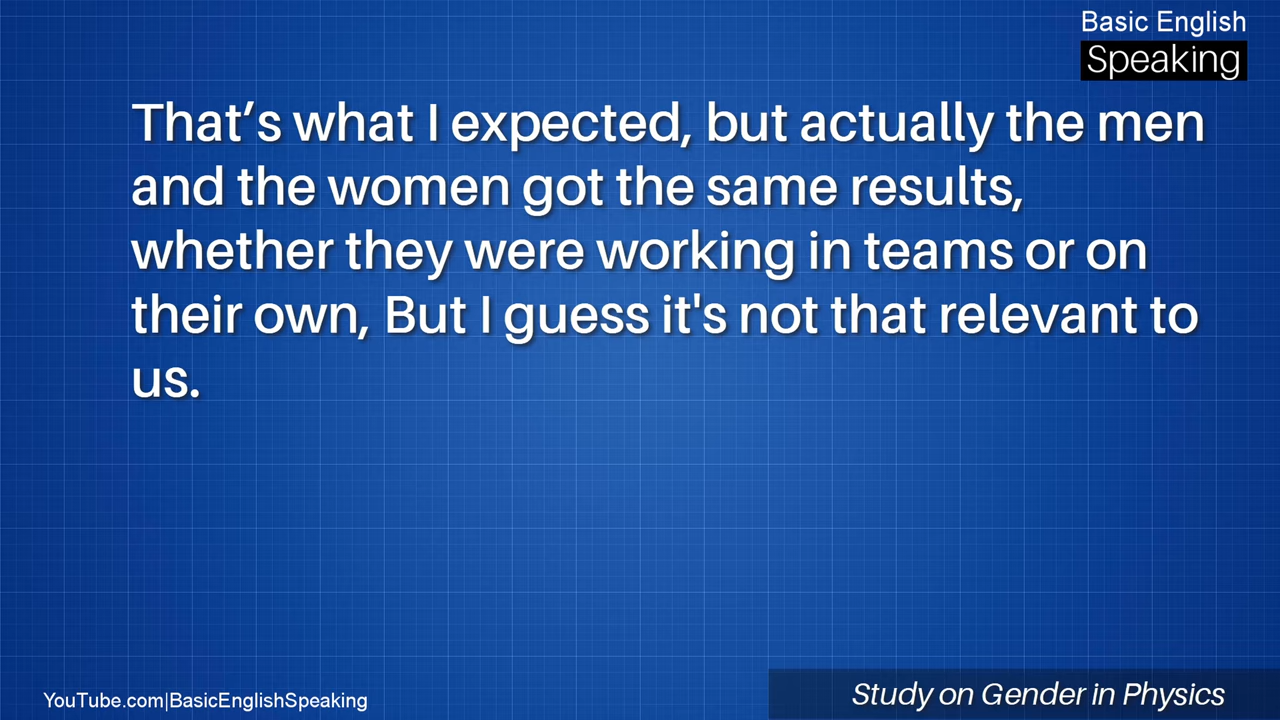 Basic English
Speaking
That’s what I expected, but actually the men
and the women got the same results,
whether they were working in teams or on
their own, But I guess it's not that relevant to
us.
YouTube.com|BasicEnglishSpeaking
Study on Gender in Physics